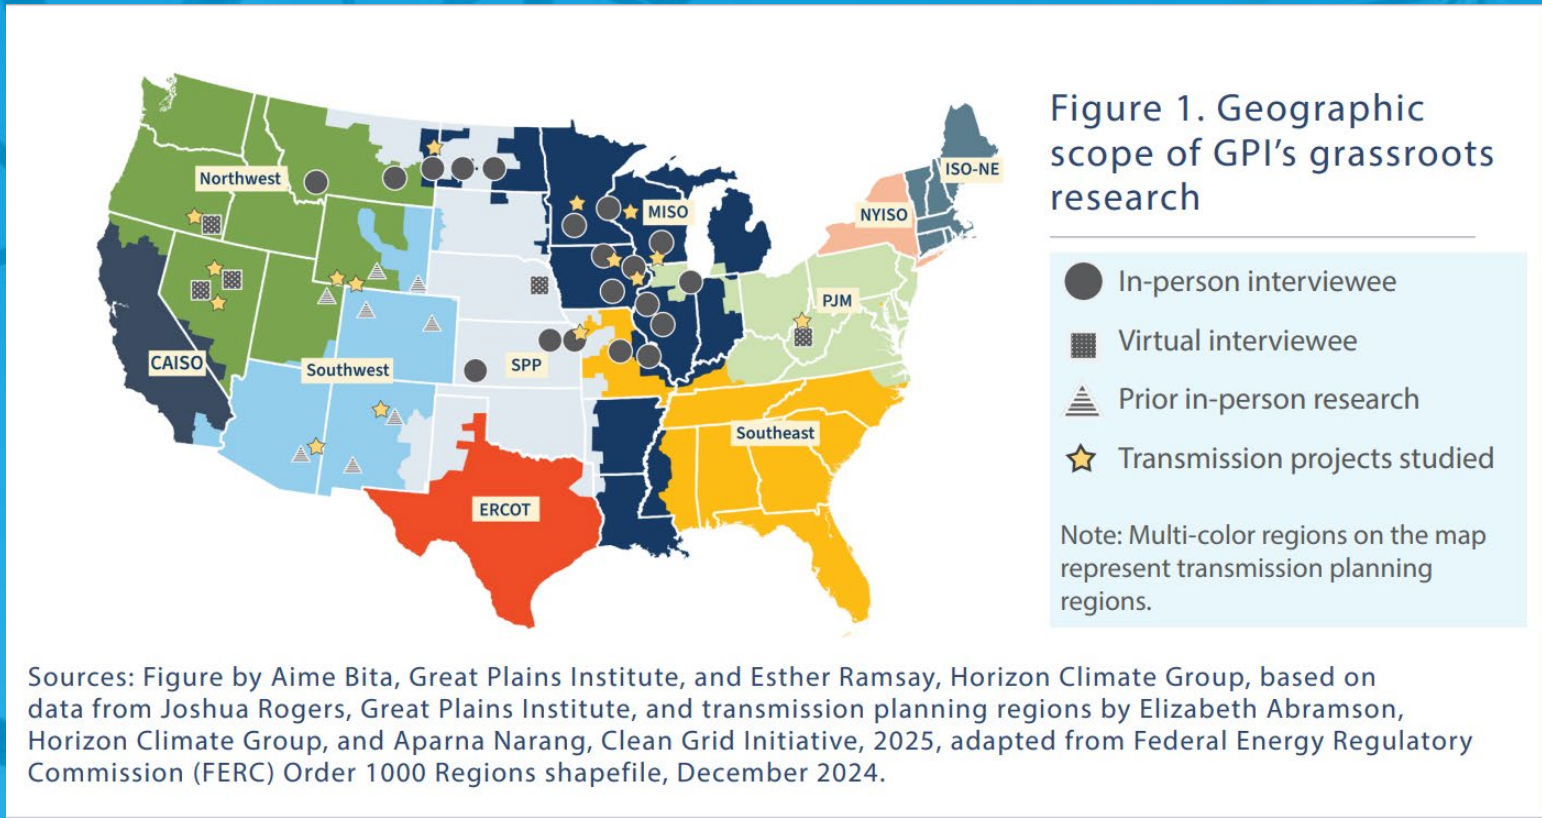 Figure 1. Geographic
scope of GPI's grassroots
research
ISO-NE
Northwest
MISO
NYISO
PJM
CAISO
Southwest
SPP
Southeast
ERCOT
In-person interviewee
Virtual interviewee
Prior in-person research
Transmission projects studied
Note: Multi-color regions on the map
represent transmission planning
regions.
Sources: Figure by Aime Bita, Great Plains Institute, and Esther Ramsay, Horizon Climate Group, based on
data from Joshua Rogers, Great Plains Institute, and transmission planning regions by Elizabeth Abramson,
Horizon Climate Group, and Aparna Narang, Clean Grid Initiative, 2025, adapted from Federal Energy Regulatory
Commission (FERC) Order 1000 Regions shapefile, December 2024.